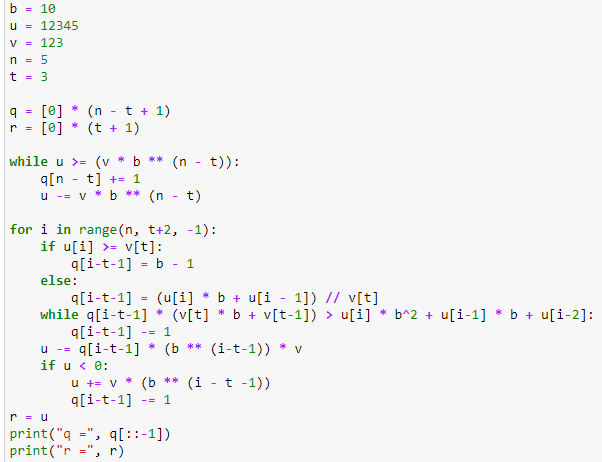 b = 10
u = 12345
v = 123
n = 5
t = 3
q = [0] * (n - t + 1)
r = [0] * (t + 1)
while u >= (v * b ** (n - t)):
    q[n - t] += 1
    u -= v * b ** (n - t)
for i in range(n, t+2, -1):
    if u[i] >= v[t]:
        q[i-t-1] = b - 1
    else:
        q[i-t-1] = (u[i] * b + u[i - 1]) // v[t]
    while q[i-t-1] * (v[t] * b + v[t-1]) > u[i] * b^2 + u[i-1] * b + u[i-2]:
        q[i-t-1] -= 1
    u -= q[i-t-1] * (b ** (i-t-1)) * v
    if u < 0:
        u += v * (b ** (i - t -1))
        q[i-t-1] -= 1
r = u
print("q =", q[::-1])
print("r =", r)